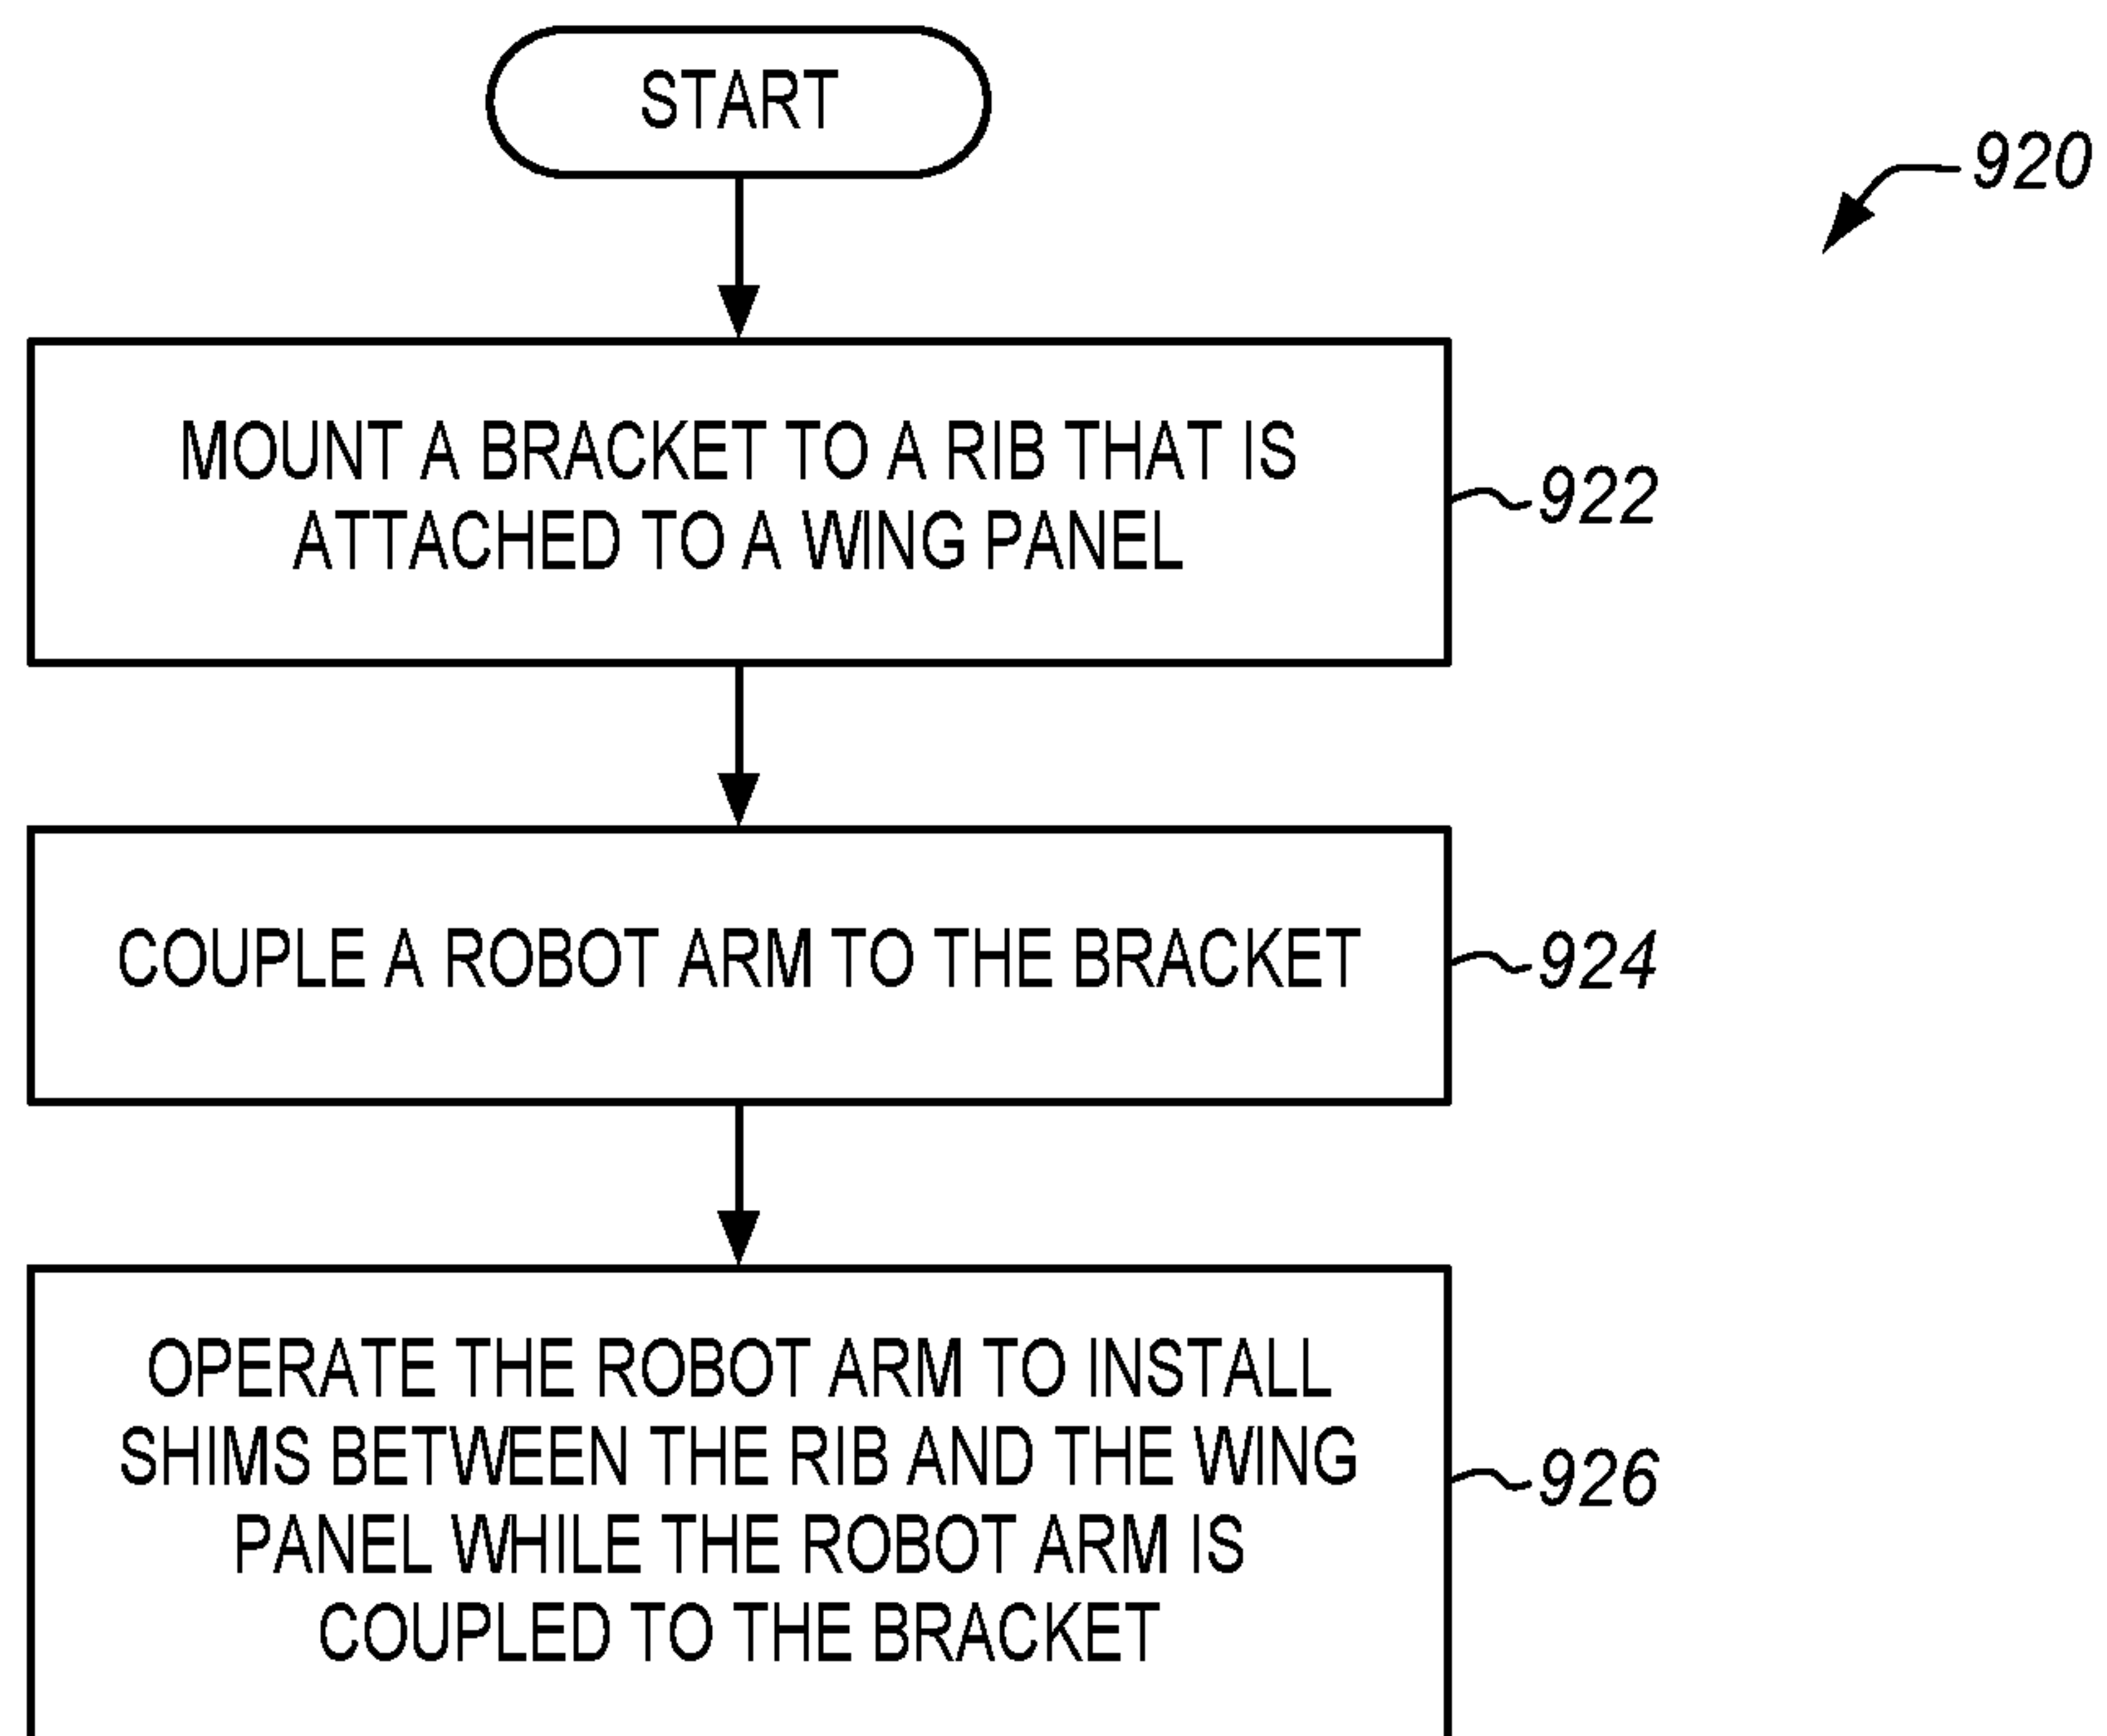 START
920
MOUNT A BRACKET TO A RIB THAT IS
ATTACHED TO A WING PANEL
922
COUPLE A ROBOT ARM TO THE BRACKET
924
OPERATE THE ROBOT ARM TO INSTALL
SHIMS BETWEEN THE RIB AND THE WING
PANEL WHILE THE ROBOT ARM IS
COUPLED TO THE BRACKET
926